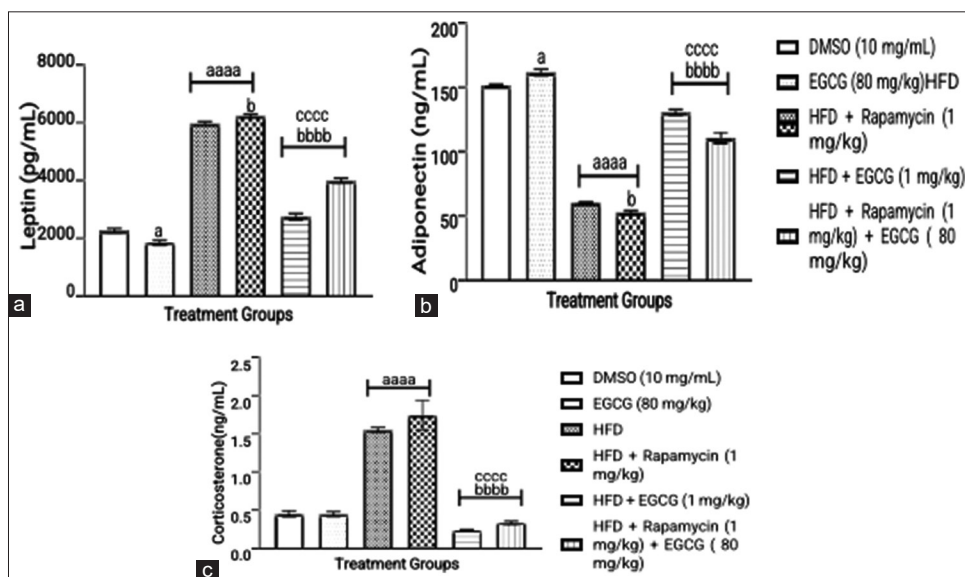 8000
6000
4000
2000
0
Leptin (pg/mL)
a
aaaa
b
cccc
bbbb
Treatment Groups
a
200
150
100
50
0
Adiponectin (ng/mL)
a
aaaa
b
cccc
bbbb
Treatment Groups
b
DMSO (10 mg/mL)
EGCG (80 mg/kg)HFD
HFD + Rapamycin (1
mg/kg)
HFD + EGCG (1 mg/kg)
HFD + Rapamycin (1
mg/kg) + EGCG ( 80
mg/kg)
2.5
2.0
1.5
1.0
0.5
0.0
Corticosterone(ng/mL)
aaaa
cccc
bbbb
Treatment Groups
c
DMSO (10 mg/mL)
EGCG (80 mg/kg)
HFD
HFD + Rapamycin (1
mg/kg)
HFD + EGCG (1 mg/kg)
HFD + Rapamycin (1
mg/kg) + EGCG ( 80
mg/kg)